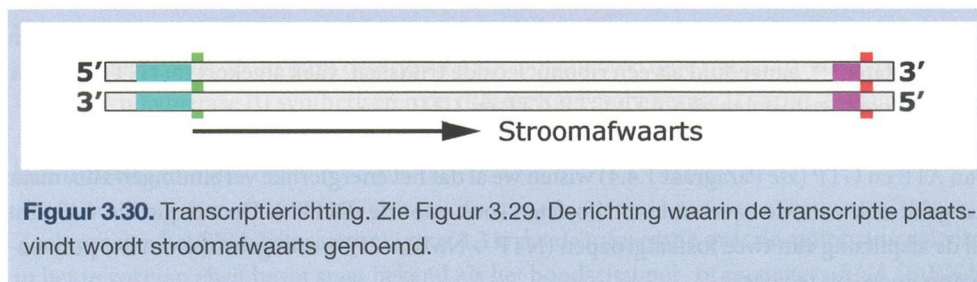 5′ 3′
3′ 5′
Stroomafwaarts
Figuur 3.30. Transcriptierichting. Zie Figuur 3.29. De richting waarin de transcriptie plaats-
vindt wordt stroomafwaarts genoemd.